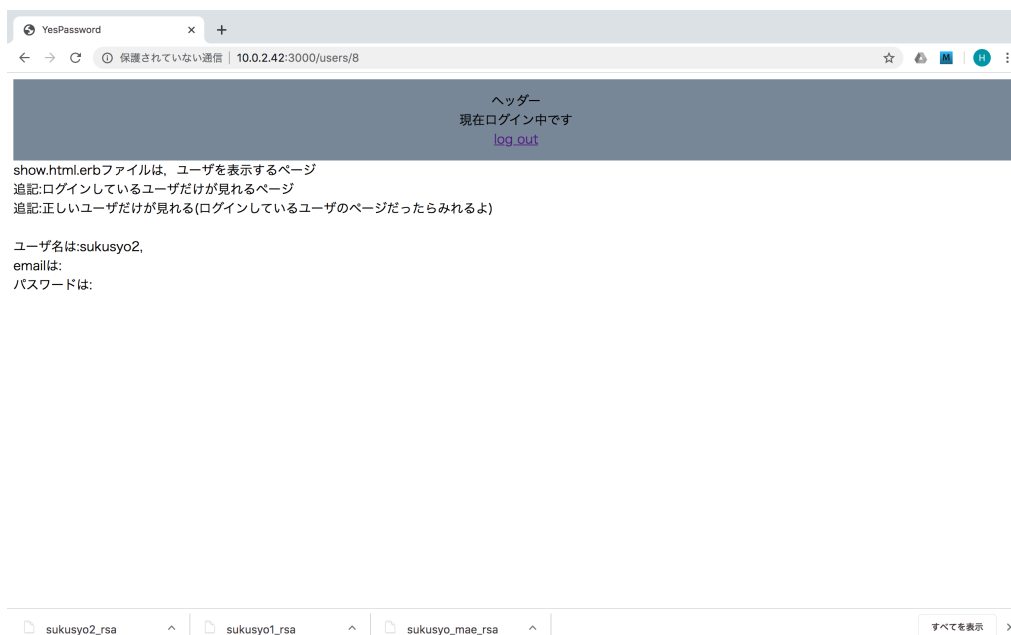 YesPassword
保護されていない通信 10.0.2.42:3000/users/8
M
H
ヘッダー
現在ログイン中です
log out
show.html.erbファイルは，ユーザを表示するページ
追記:ログインしているユーザだけが見れるページ
追記:正しいユーザだけが見れる(ログインしているユーザのページだったらみれるよ)
ユーザ名は:sukusyo2,
emailは:
パスワードは:
sukusyo2_rsa sukusyo1_rsa sukusyo_mae_rsa すべてを表示